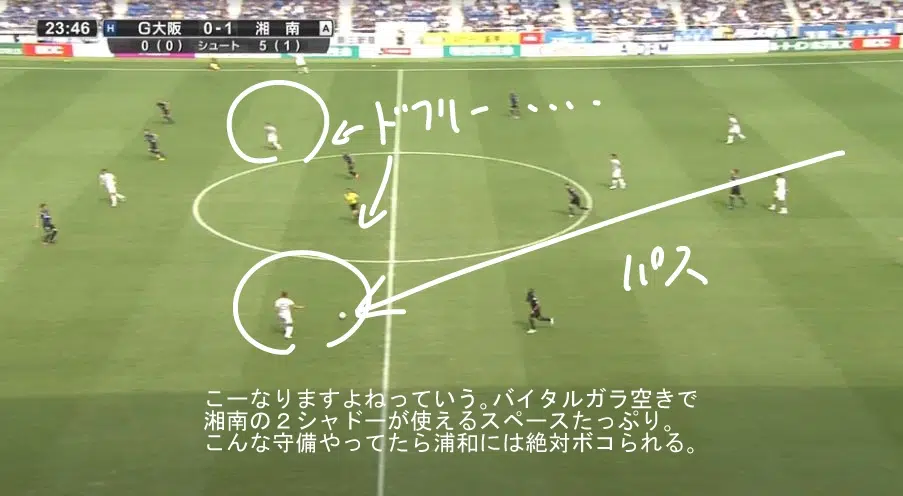 23:46 H G大阪 0-1 湘南 A
0(0) シュート 5(1)
ドフリー ・・・・
パス
こーなりますよねっていう。バイタルガラ空きで
湘南の2シャドーが使えるスペースたっぷり。
こんな守備やってたら浦和には絶対ボコられる。